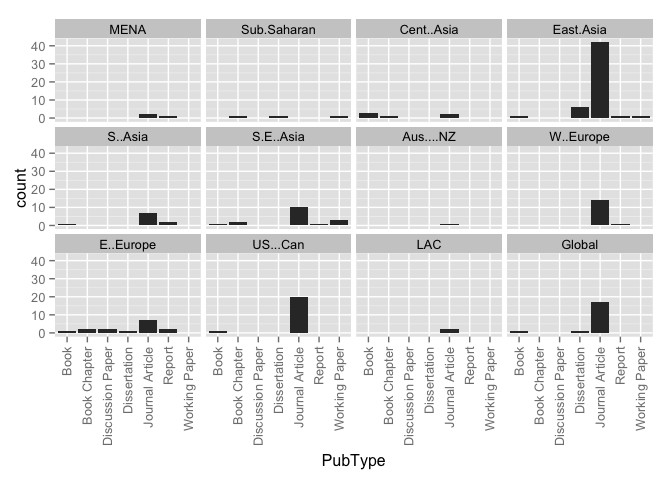 MENA Sub.Saharan Cent..Asia East.Asia
40
30
20
10
0
S..Asia S.E..Asia Aus....NZ W..Europe
40
30
20
10
0
count
E..Europe US...Can LAC Global
40
30
20
10
0
Book Book Chapter Discussion Paper Dissertation Journal Article Report Working Paper Book Book Chapter Discussion Paper Dissertation Journal Article Report Working Paper Book Book Chapter Discussion Paper Dissertation Journal Article Report Working Paper Book Book Chapter Discussion Paper Dissertation Journal Article Report Working Paper
PubType